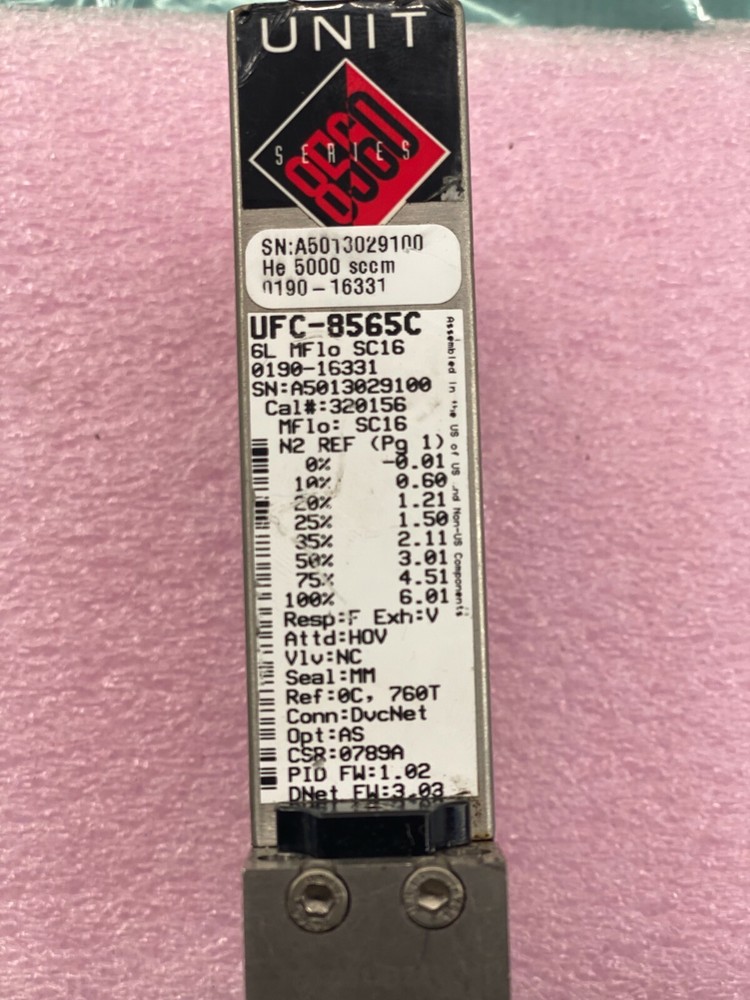 UNIT
8560
SERIES
SN:A5013029100
He 5000 sccm
0190-16331
UFC-8565C
6L MFlo SC16
0190-16331
SN:A5013029100
Cal#:320156
MFlo: SC16
N2 REF (Pg 1)
0% -0.01
10% 0.60
20% 1.21
25% 1.50
35% 2.11
50% 3.01
75% 4.51
100% 6.01
Resp:F Exh:V
Attd:HOV
Vlv:NC
Seal:MM
Ref:0C, 760T
Conn:DvcNet
Opt:AS
CSR:0789A
PID FW:1.02
DNet FW:3.03
Assembled in the US of US and Non-US Components